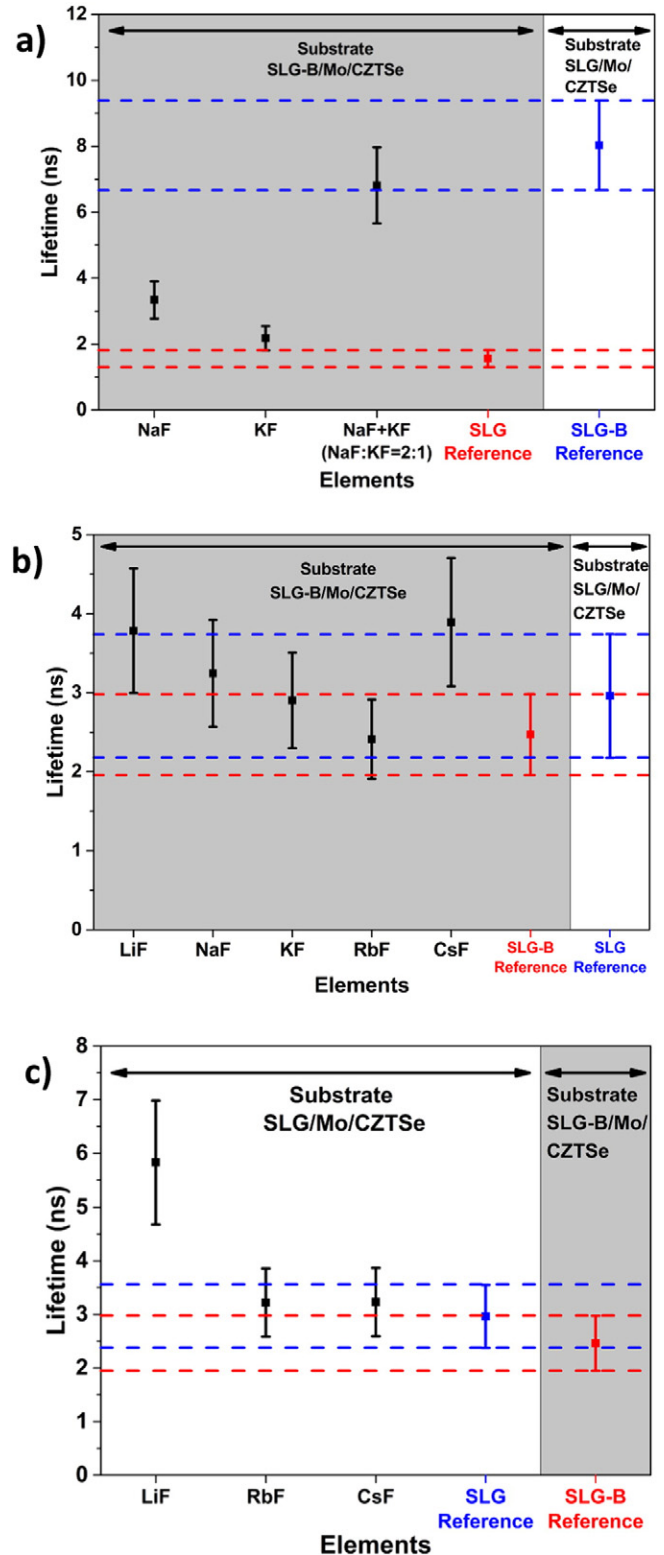 a)
Substrate
SLG-B/Mo/CZTSe
Substrate
SLG/Mo/
CZTSe
14
12
10
8
6
4
2
0
Lifetime (ns)
NaF KF NaF+KF SLG SLG-B
(NaF:KF=2:1) Reference Reference
Elements
b)
Substrate
SLG-B/Mo/CZTSe
Substrate
SLG/Mo/
CZTSe
5
4
3
2
1
0
Lifetime (ns)
LiF NaF KF RbF CsF SLG-B SLG
Reference Reference
Elements
c)
Substrate
SLG/Mo/CZTSe
Substrate
SLG-B/Mo/
CZTSe
8
7
6
5
4
3
2
1
0
Lifetime (ns)
LiF RbF CsF SLG SLG-B
Reference Reference
Elements